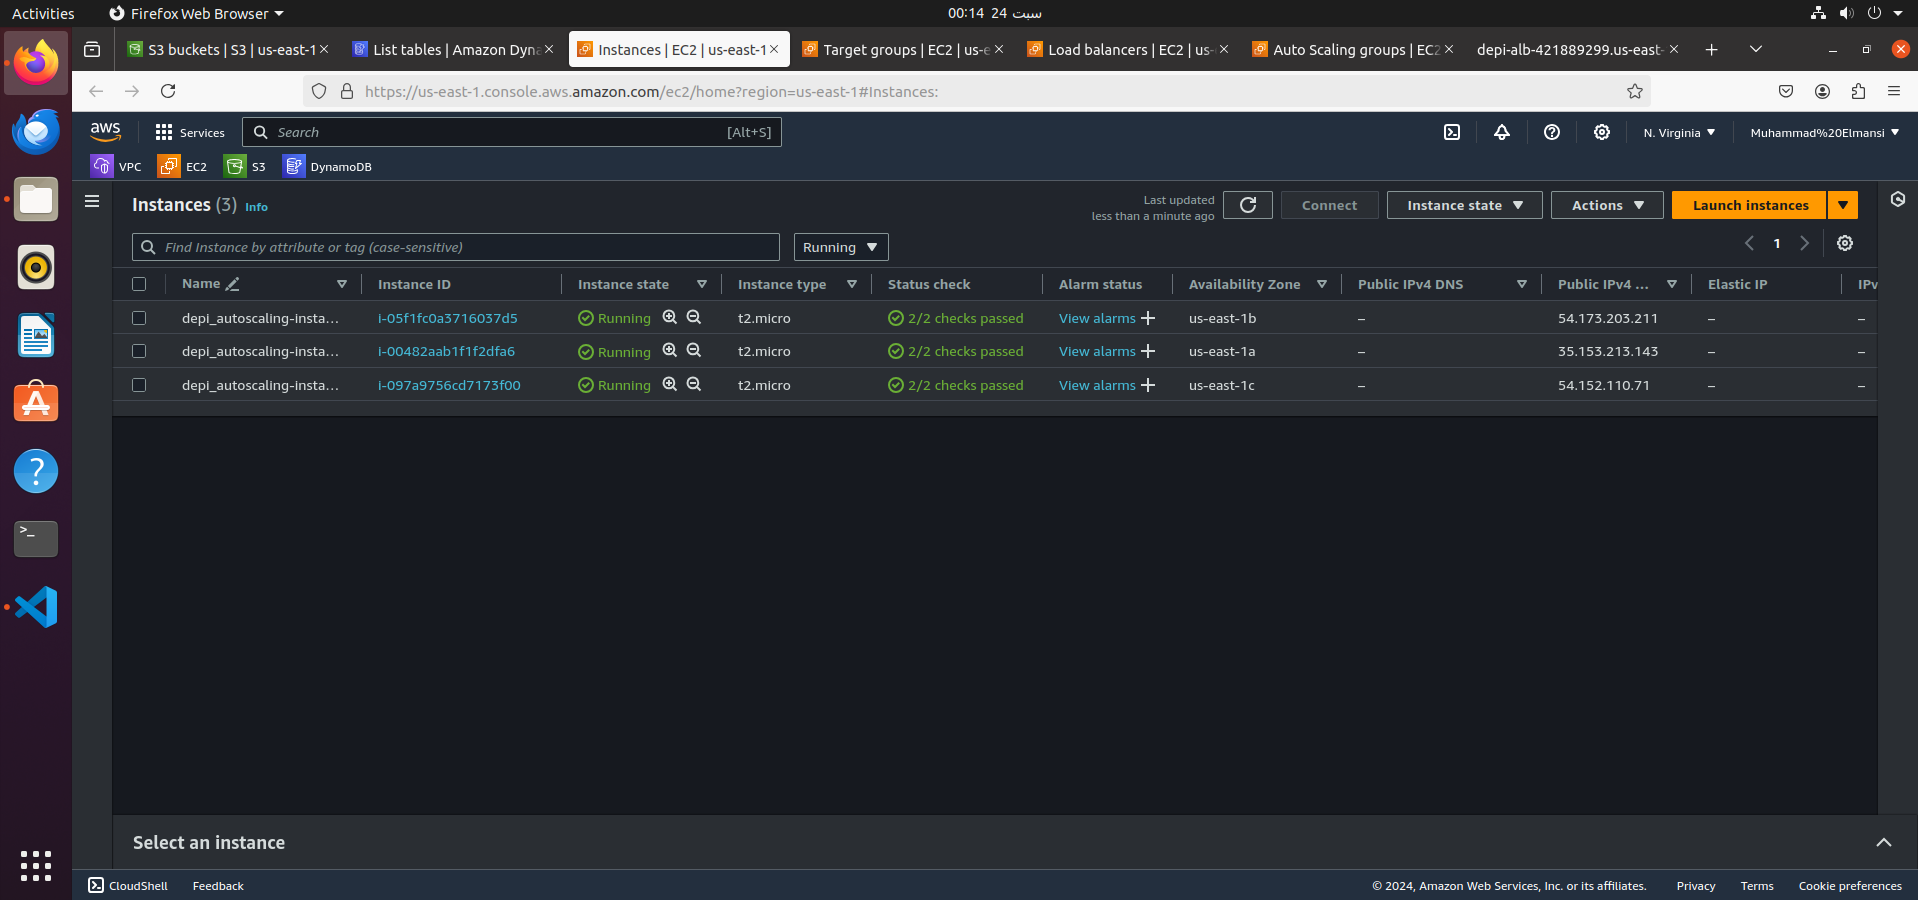 Activities Firefox Web Browser سبت 24 00:14
S3 buckets | S3 | us-east-1 List tables | Amazon Dyna Instances | EC2 | us-east-1 Target groups | EC2 | us-e Load balancers | EC2 | us- Auto Scaling groups | EC2 depi-alb-421889299.us-east-
https://us-east-1.console.aws.amazon.com/ec2/home?region=us-east-1#Instances:
aws Services Search [Alt+S] N. Virginia Muhammad%20Elmansi
VPC EC2 S3 DynamoDB
Instances (3) Info Last updated less than a minute ago Connect Instance state Actions Launch instances
Find Instance by attribute or tag (case-sensitive) Running 1
Name Instance ID Instance state Instance type Status check Alarm status Availability Zone Public IPv4 DNS Public IPv4 ... Elastic IP IPv
depi_autoscaling-insta... i-05f1fc0a3716037d5 Running t2.micro 2/2 checks passed View alarms + us-east-1b – 54.173.203.211 – –
depi_autoscaling-insta... i-00482aab1f1f2dfa6 Running t2.micro 2/2 checks passed View alarms + us-east-1a – 35.153.213.143 – –
depi_autoscaling-insta... i-097a9756cd7173f00 Running t2.micro 2/2 checks passed View alarms + us-east-1c – 54.152.110.71 – –
Select an instance
CloudShell Feedback © 2024, Amazon Web Services, Inc. or its affiliates. Privacy Terms Cookie preferences